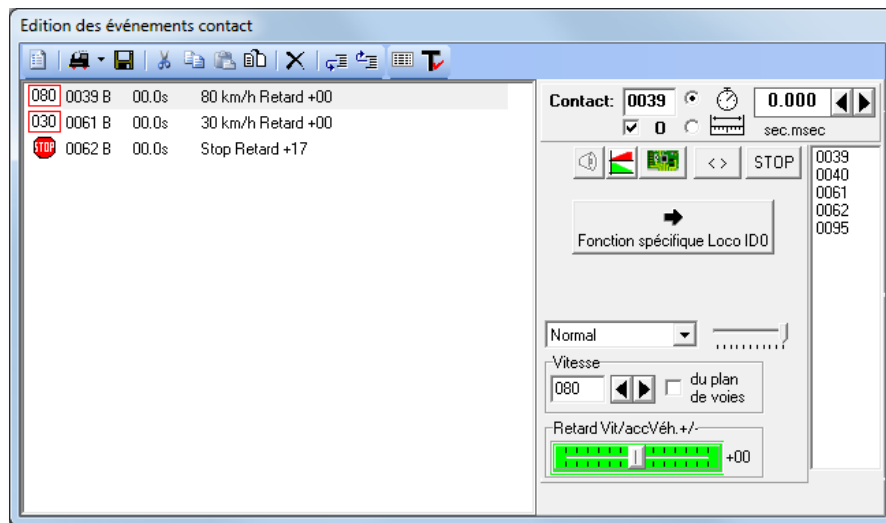 Edition des événements contact
080 0039 B 00.0s 80 km/h Retard +00
030 0061 B 00.0s 30 km/h Retard +00
STOP 0062 B 00.0s Stop Retard +17
Contact: 0039 0.000
0 sec.msec
< > STOP
0039
0040
0061
0062
0095
Fonction spécifique Loco ID0
Normal
Vitesse
080 du plan
de voies
Retard Vit/accVéh.+/-
+00